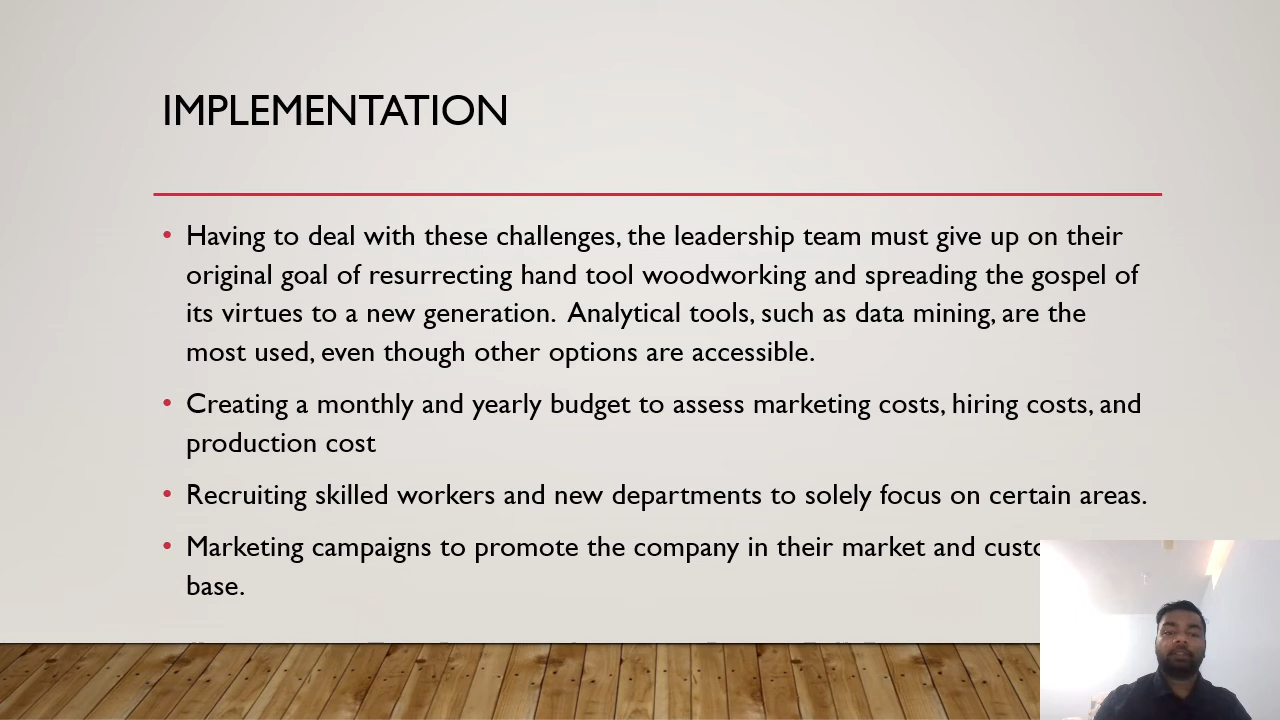 IMPLEMENTATION
• Having to deal with these challenges, the leadership team must give up on their
original goal of resurrecting hand tool woodworking and spreading the gospel of
its virtues to a new generation.  Analytical tools, such as data mining, are the
most used, even though other options are accessible.
• Creating a monthly and yearly budget to assess marketing costs, hiring costs, and
production cost
• Recruiting skilled workers and new departments to solely focus on certain areas.
• Marketing campaigns to promote the company in their market and
base.